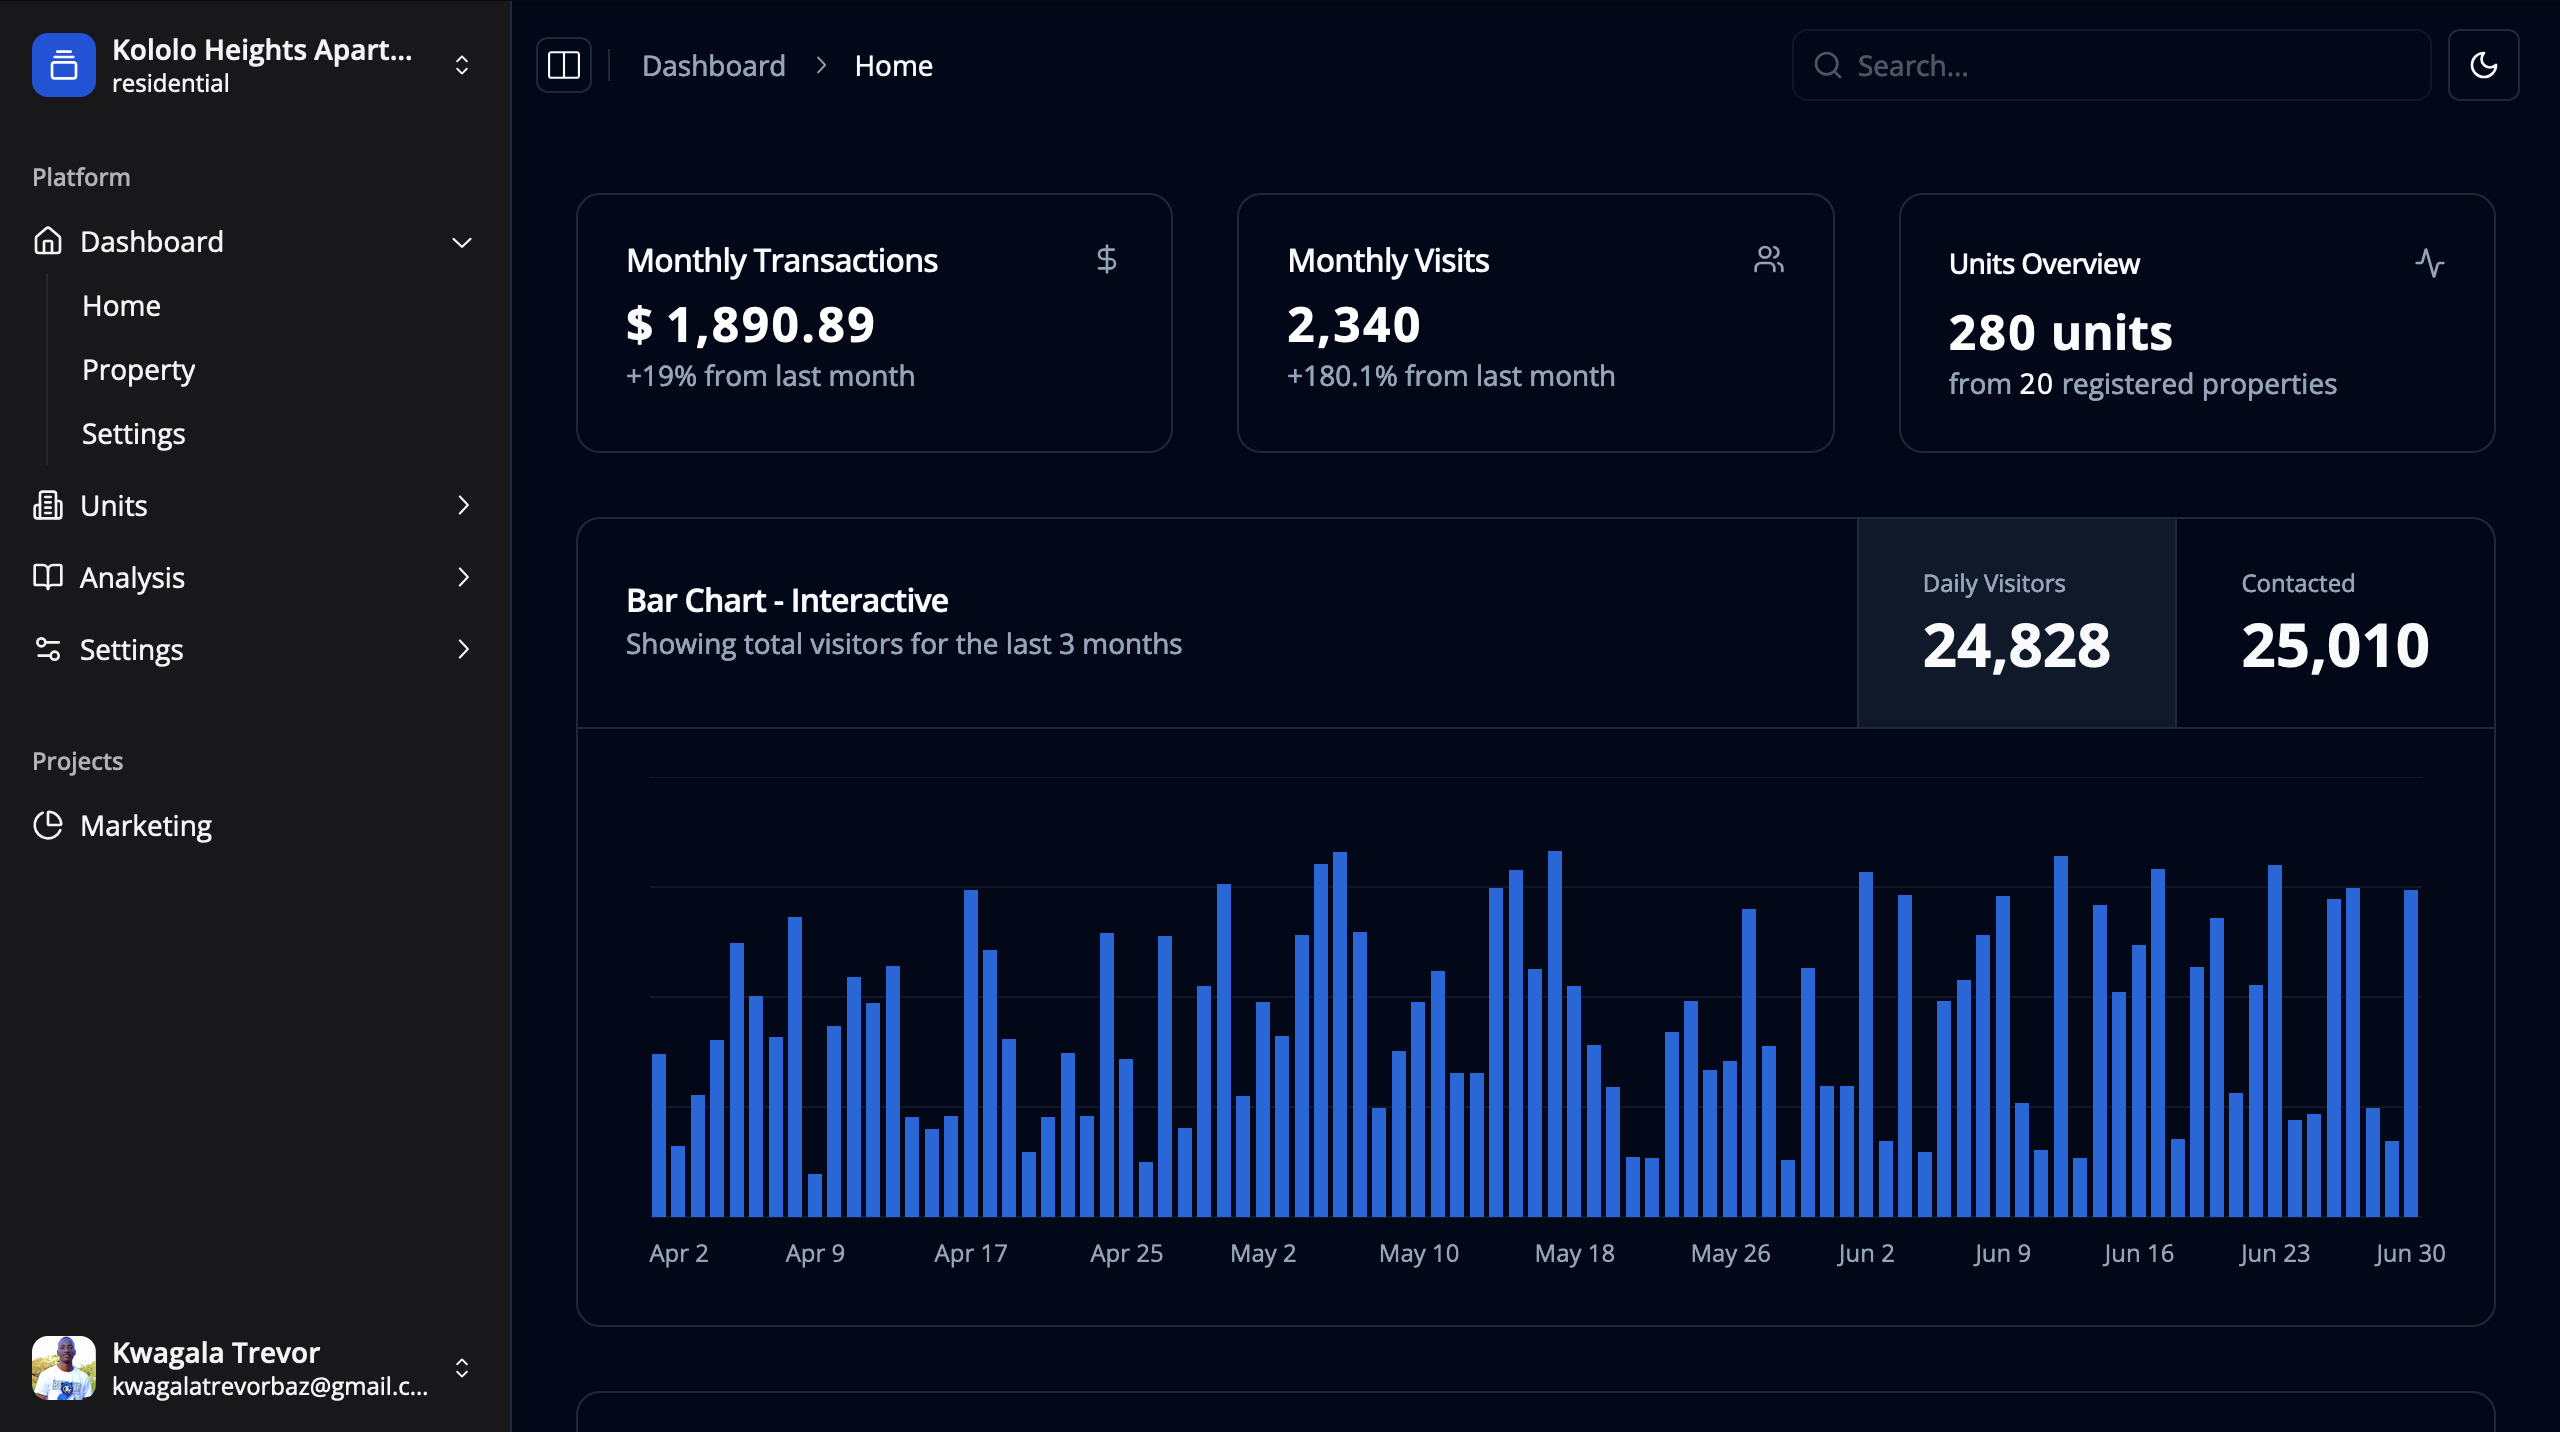 Kololo Heights Apart...
residential
Platform
Dashboard
Home
Property
Settings
Units
Analysis
Settings
Projects
Marketing
Kwagala Trevor
kwagalatrevorbaz@gmail.c...
Dashboard > Home
Search...
Monthly Transactions
$ 1,890.89
+19% from last month
Monthly Visits
2,340
+180.1% from last month
Units Overview
280 units
from 20 registered properties
Bar Chart - Interactive
Showing total visitors for the last 3 months
Daily Visitors
24,828
Contacted
25,010
Apr 2 Apr 9 Apr 17 Apr 25 May 2 May 10 May 18 May 26 Jun 2 Jun 9 Jun 16 Jun 23 Jun 30